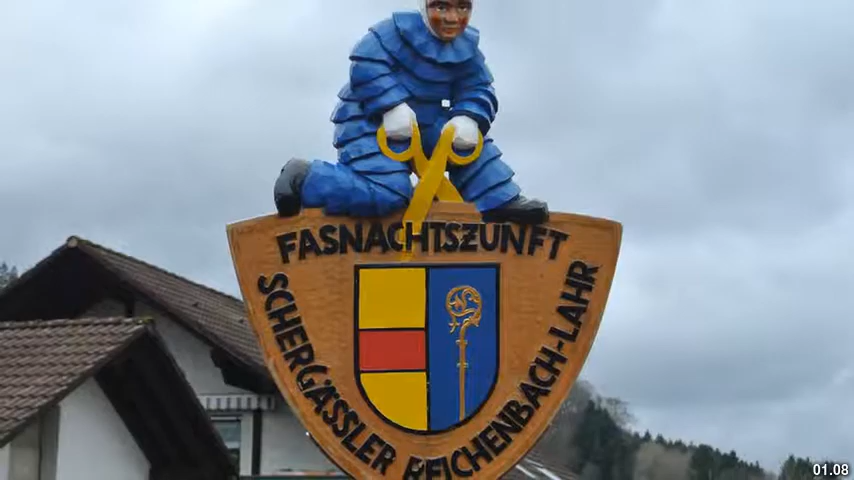 FASNACHTSZUNFT
SCHERGÄSSLER REICHENBACH-LAHR
01.08